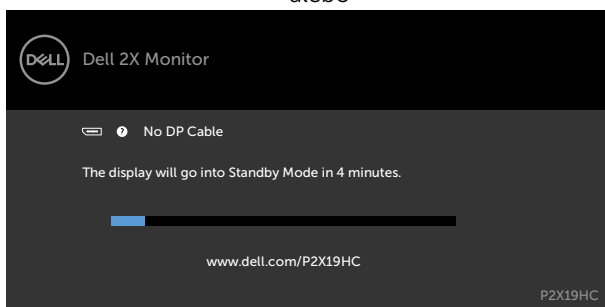 alebo
DELL
Dell 2X Monitor
? No DP Cable
The display will go into Standby Mode in 4 minutes.
www.dell.com/P2X19HC
P2X19HC